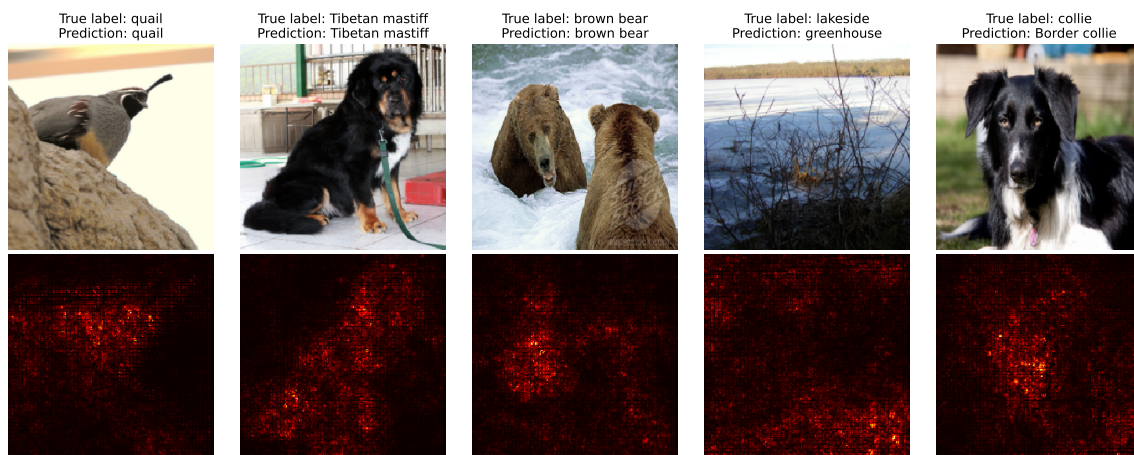 True label: quail
Prediction: quail
True label: Tibetan mastiff
Prediction: Tibetan mastiff
True label: brown bear
Prediction: brown bear
True label: lakeside
Prediction: greenhouse
True label: collie
Prediction: Border collie